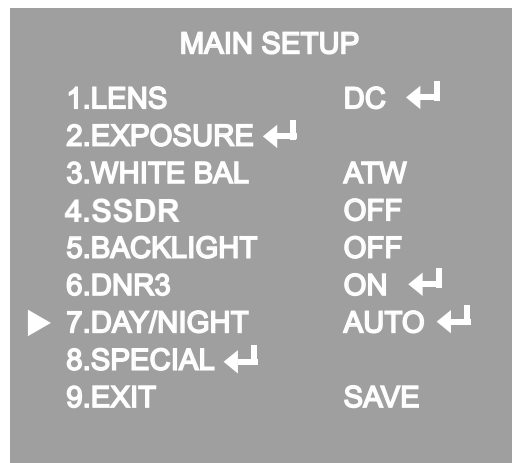 MAIN SETUP
1.LENS DC ↵
2.EXPOSURE ↵
3.WHITE BAL ATW
4.SSDR OFF
5.BACKLIGHT OFF
6.DNR3 ON ↵
▶ 7.DAY/NIGHT AUTO ↵
8.SPECIAL ↵
9.EXIT SAVE